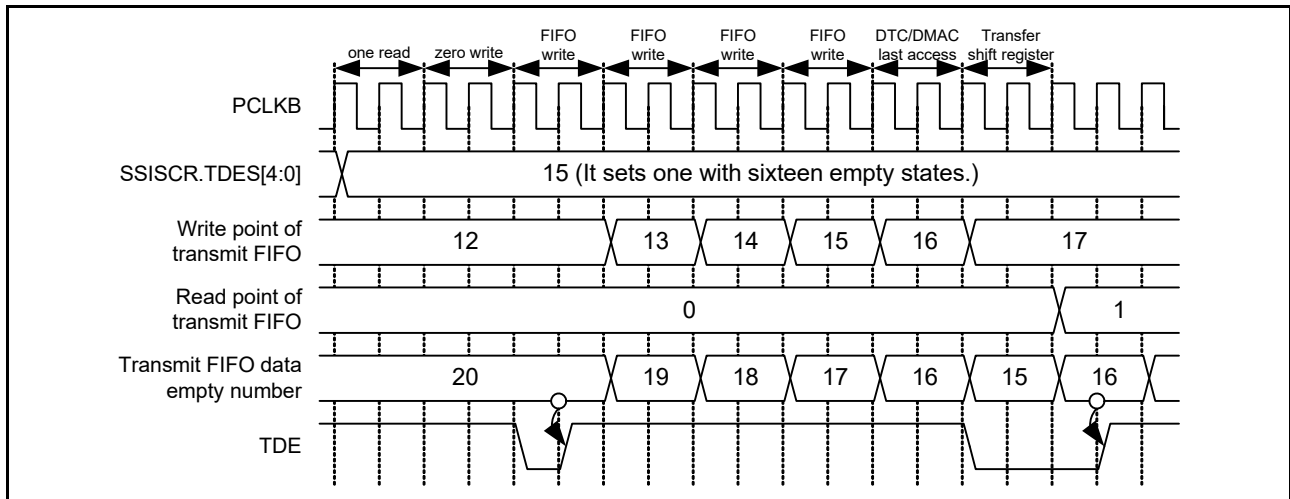 one read
zero write
FIFO
write
FIFO
write
FIFO
write
FIFO
write
DTC/DMAC
last access
Transfer
shift register
PCLKB
SSISCR.TDES[4:0]
15 (It sets one with sixteen empty states.)
Write point of
transmit FIFO
12
13
14
15
16
17
Read point of
transmit FIFO
0
1
Transmit FIFO data
empty number
20
19
18
17
16
15
16
TDE